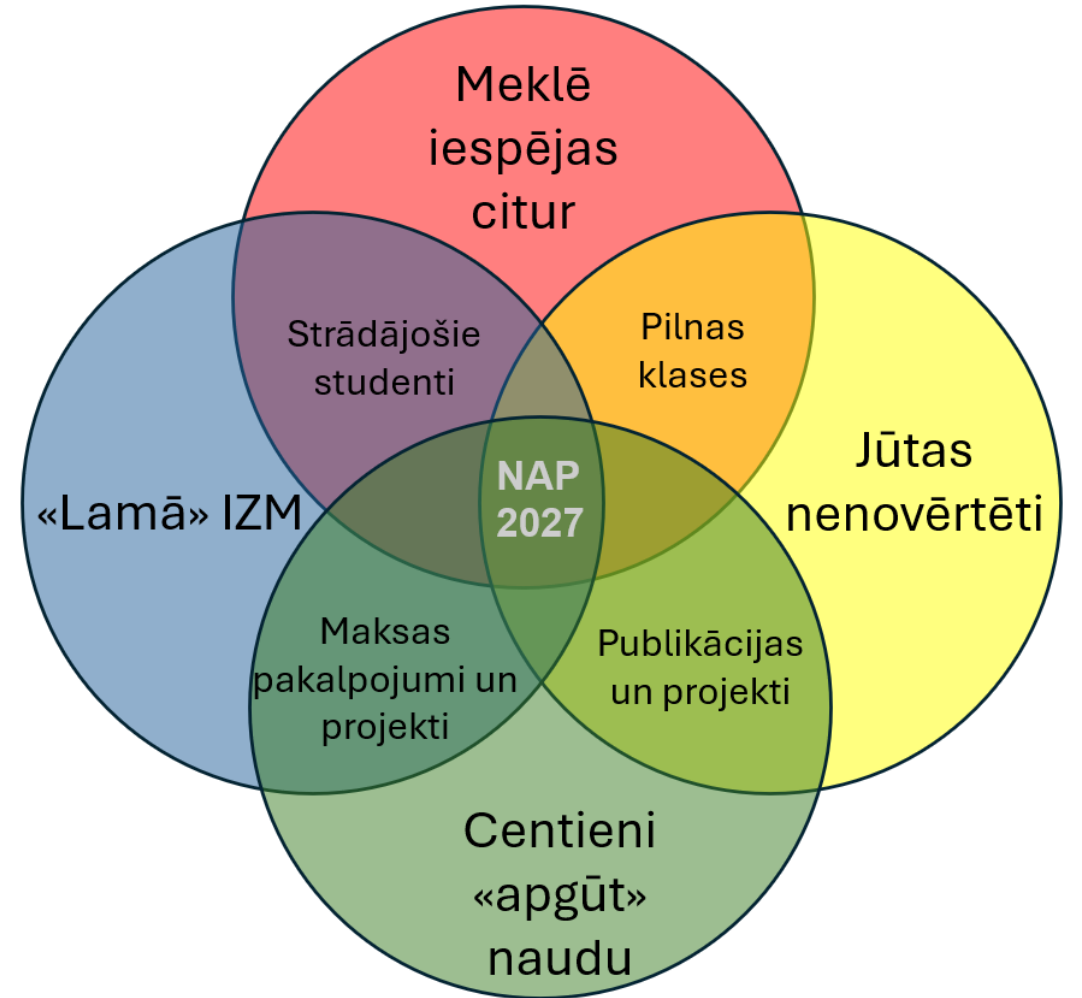 Meklē
iespējas
citur
Strādājošie
studenti
Pilnas
klases
«Lamā» IZM
NAP
2027
Jūtas
nenovērtēti
Maksas
pakalpojumi un
projekti
Publikācijas
un projekti
Centieni
«apgūt»
naudu